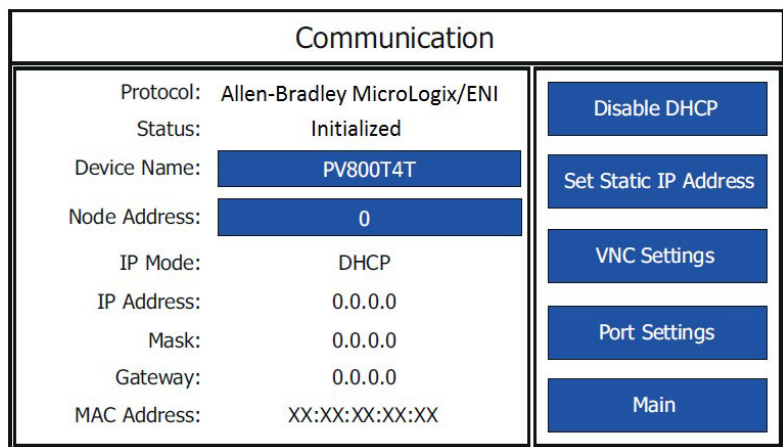 Communication
Protocol: Allen-Bradley MicroLogix/ENI
Status: Initialized
Device Name: PV800T4T
Node Address: 0
IP Mode: DHCP
IP Address: 0.0.0.0
Mask: 0.0.0.0
Gateway: 0.0.0.0
MAC Address: XX:XX:XX:XX:XX
Disable DHCP
Set Static IP Address
VNC Settings
Port Settings
Main